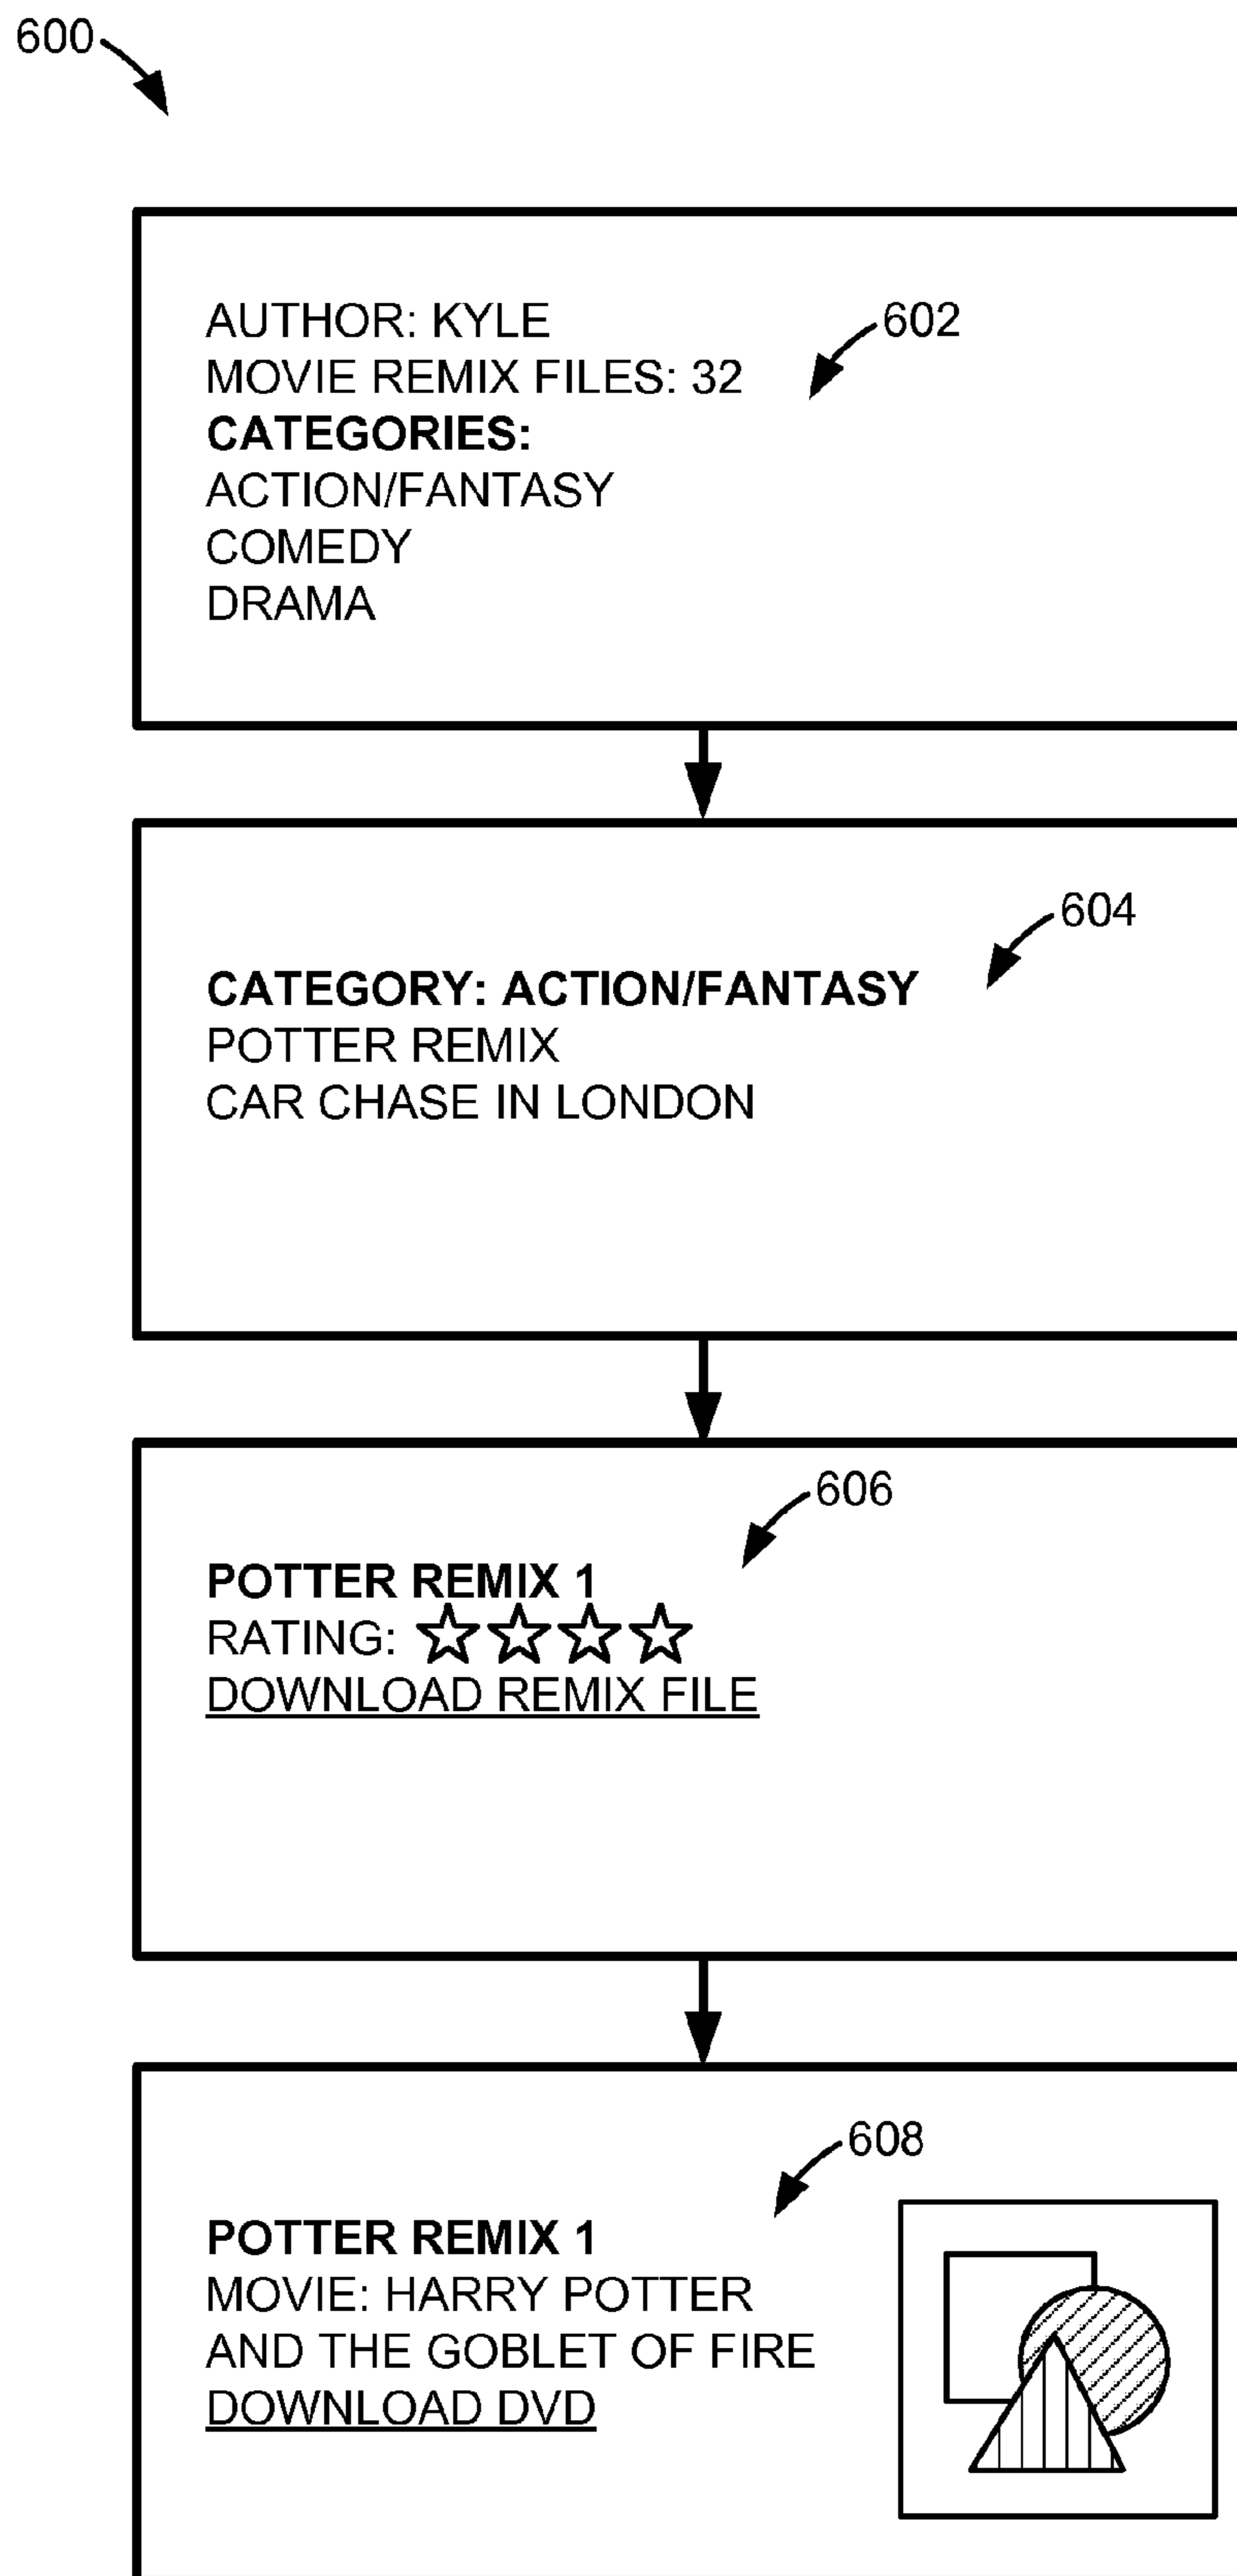 600
AUTHOR: KYLE
602
MOVIE REMIX FILES: 32
CATEGORIES:
ACTION/FANTASY
COMEDY
DRAMA
604
CATEGORY: ACTION/FANTASY
POTTER REMIX
CAR CHASE IN LONDON
606
POTTER REMIX 1
RATING:
DOWNLOAD REMIX FILE
608
POTTER REMIX 1
MOVIE: HARRY POTTER
AND THE GOBLET OF FIRE
DOWNLOAD DVD